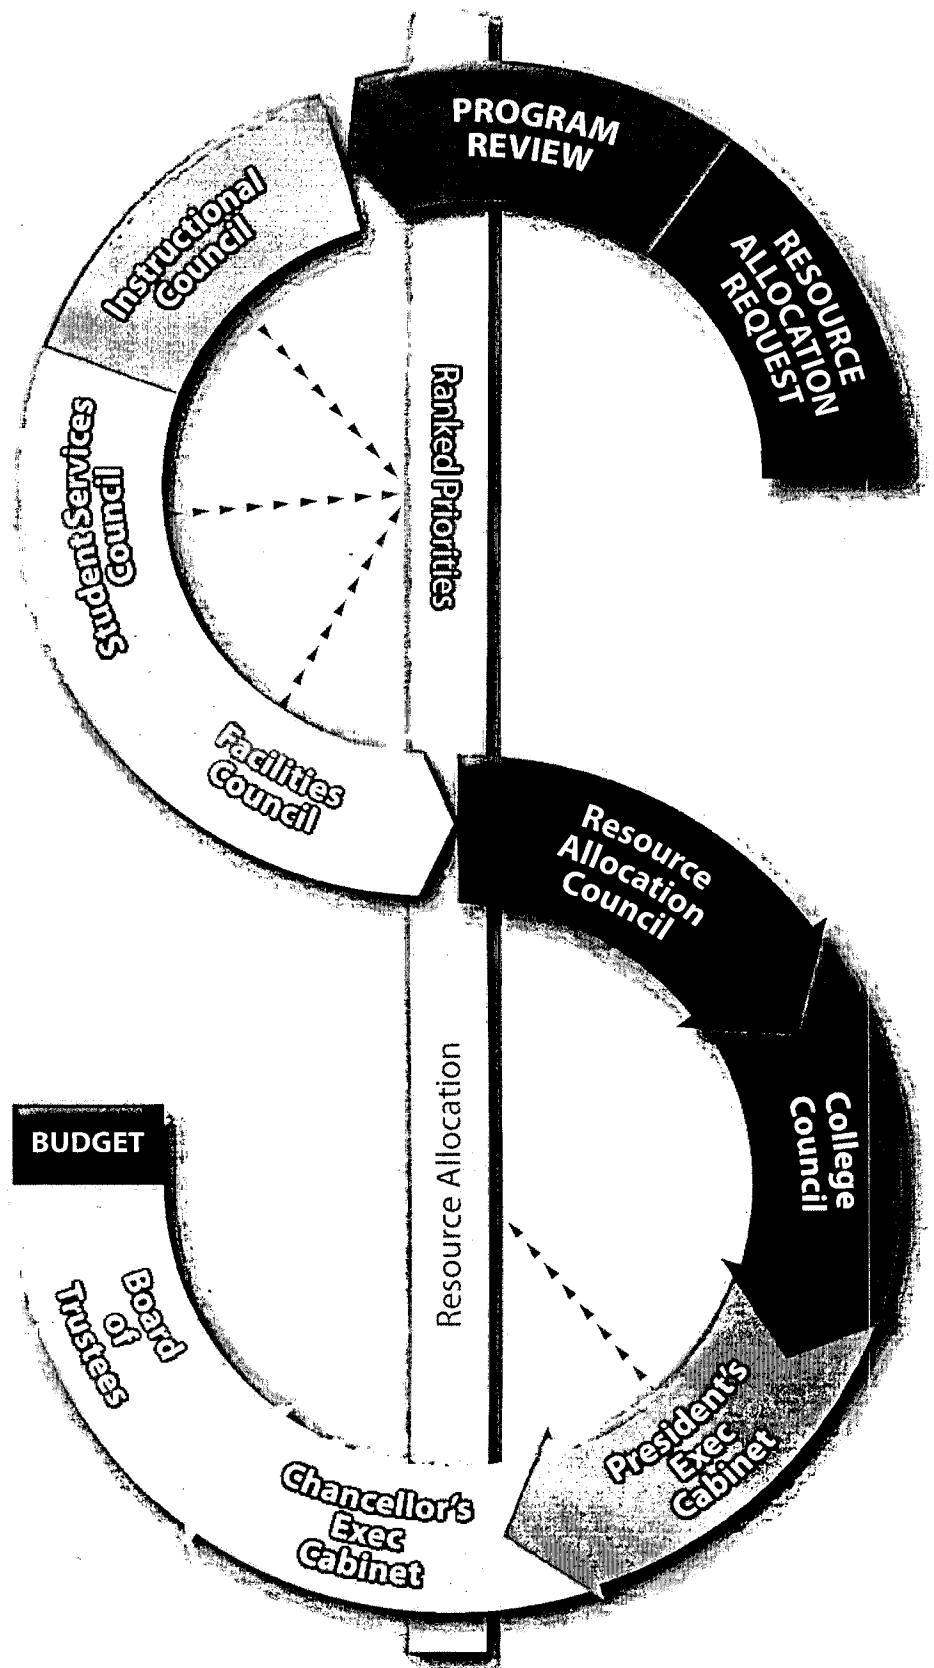 PROGRAM
REVIEW
RESOURCE
ALLOCATION
REQUEST
Instructional
Council
Ranked Priorities
Student Services
Council
Facilities
Council
Resource
Allocation
Council
College
Council
Resource Allocation
BUDGET
Board
of
Trustees
President's
Exec
Cabinet
Chancellor's
Exec
Cabinet